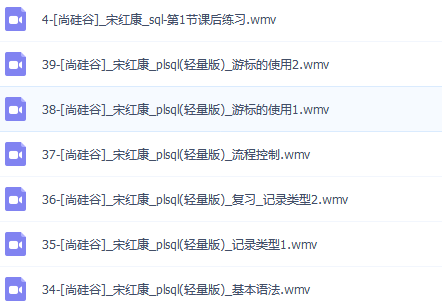 4-[尚硅谷]_宋红康_sql-第1节课后练习.wmv
39-[尚硅谷]_宋红康_plsql(轻量版)_游标的使用2.wmv
38-[尚硅谷]_宋红康_plsql(轻量版)_游标的使用1.wmv
37-[尚硅谷]_宋红康_plsql(轻量版)_流程控制.wmv
36-[尚硅谷]_宋红康_plsql(轻量版)_复习_记录类型2.wmv
35-[尚硅谷]_宋红康_plsql(轻量版)_记录类型1.wmv
34-[尚硅谷]_宋红康_plsql(轻量版)_基本语法.wmv